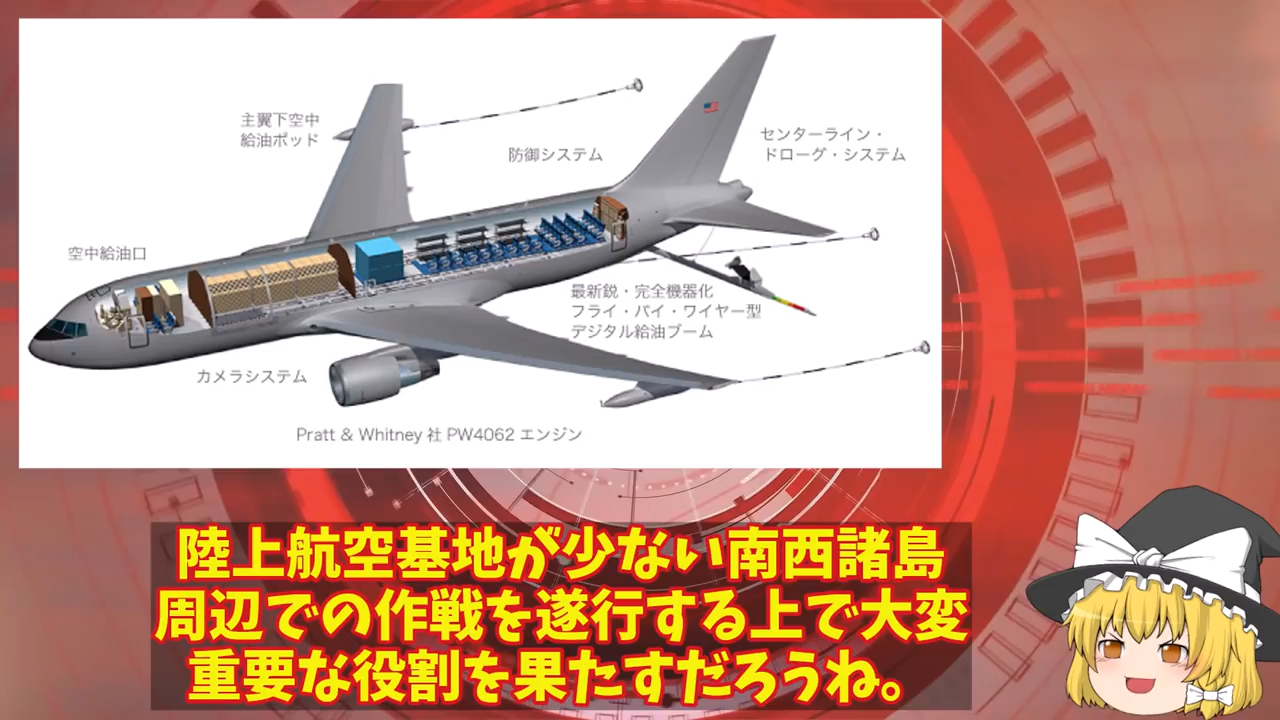 主翼下空中
給油ポッド
防御システム
センターライン・
ドローグ・システム
空中給油口
最新鋭・完全機器化
フライ・バイ・ワイヤー型
デジタル給油ブーム
カメラシステム
Pratt & Whitney 社 PW4062 エンジン
陸上航空基地が少ない南西諸島
周辺での作戦を遂行する上で大変
重要な役割を果たすだろうね。